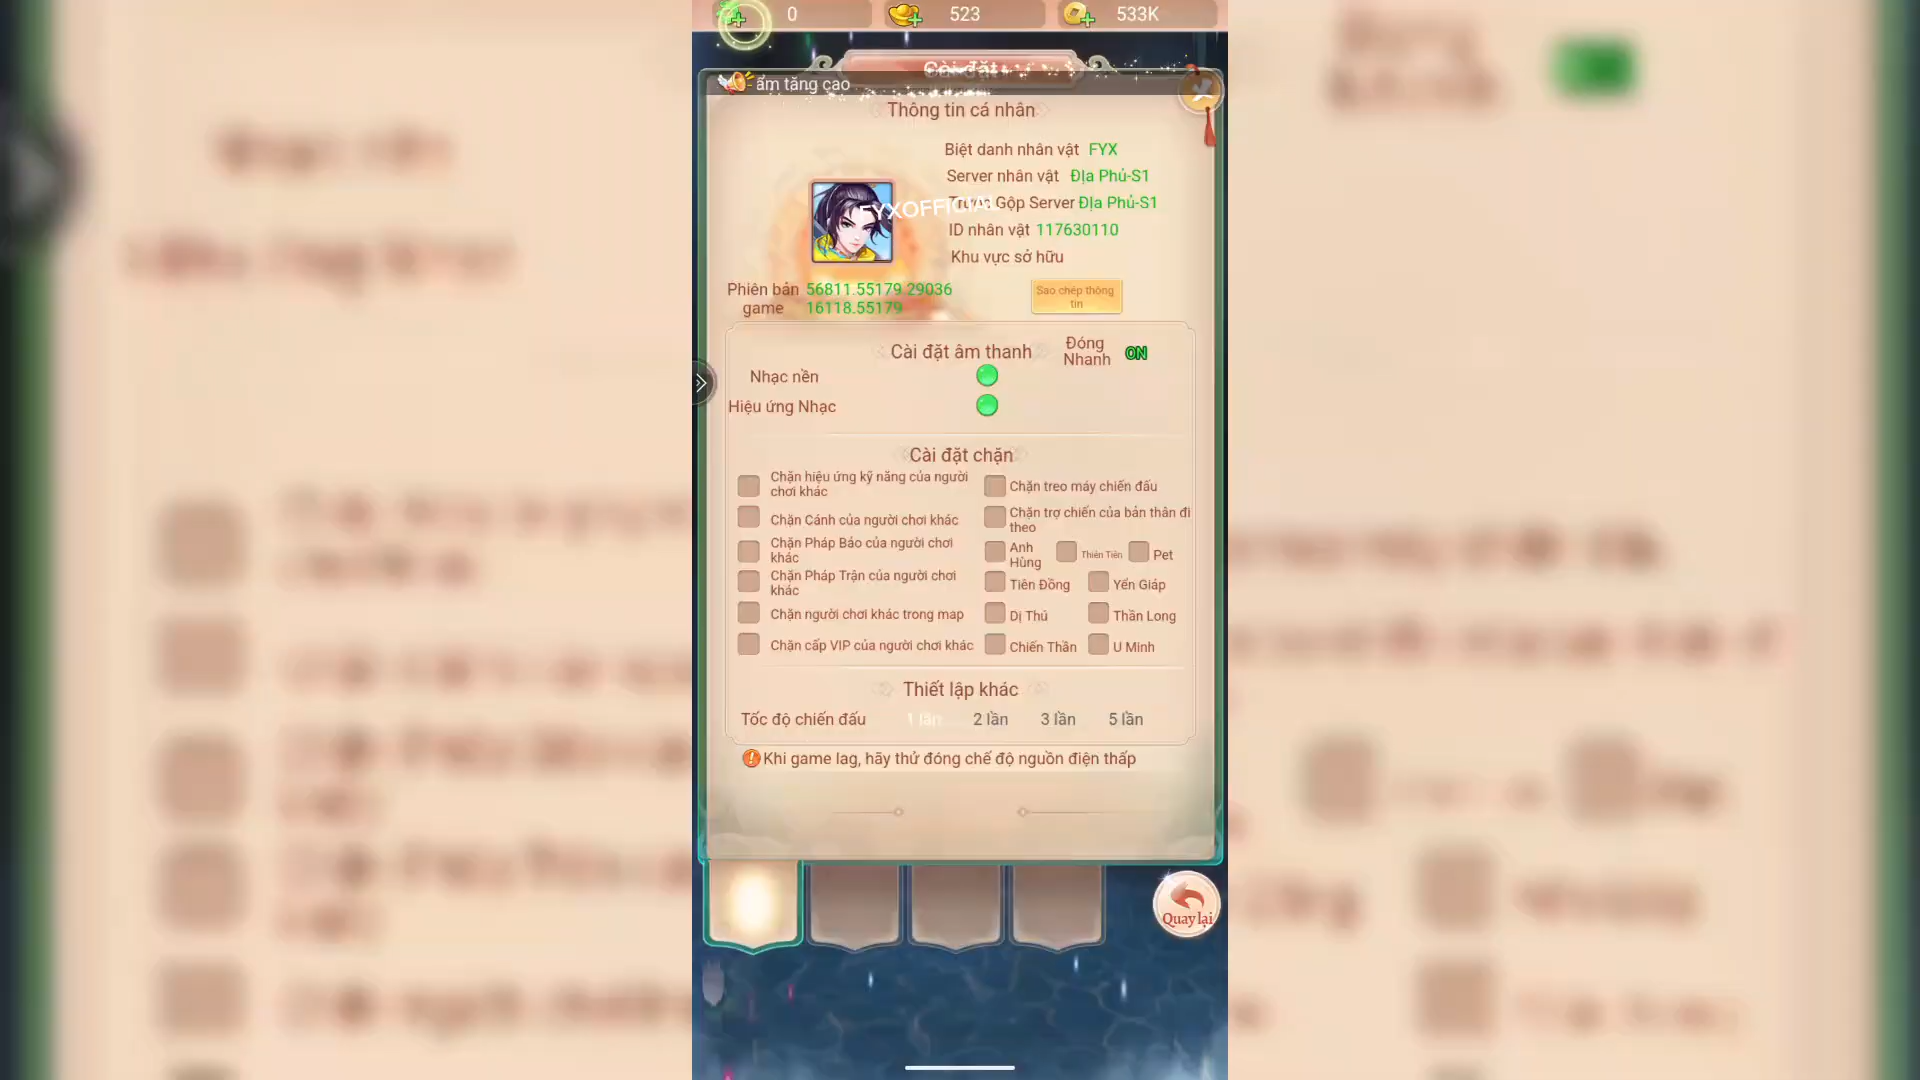 0 523 533K
Cài đặt
ẩm tăng cao
Thông tin cá nhân
Biệt danh nhân vật FYX
Server nhân vật Địa Phủ-S1
Gộp Server Địa Phủ-S1
FYXOFFICIAL
ID nhân vật 117630110
Khu vực sở hữu
Phiên bản 56811.55179.29036
game 16118.55179
Sao chép thông
tin
Cài đặt âm thanh
Đóng
Nhanh
ON
Nhạc nền
Hiệu ứng Nhạc
Cài đặt chặn
Chặn hiệu ứng kỹ năng của người
chơi khác
Chặn treo máy chiến đấu
Chặn Cánh của người chơi khác
Chặn trợ chiến của bản thân đi
theo
Chặn Pháp Bảo của người chơi
khác
Anh
Hùng
Thiên Tiên
Pet
Chặn Pháp Trận của người chơi
khác
Tiên Đồng
Yển Giáp
Chặn người chơi khác trong map
Dị Thú
Thần Long
Chặn cấp VIP của người chơi khác
Chiến Thần
U Minh
Thiết lập khác
Tốc độ chiến đấu 1 lần 2 lần 3 lần 5 lần
Khi game lag, hãy thử đóng chế độ nguồn điện thấp
Quay lại